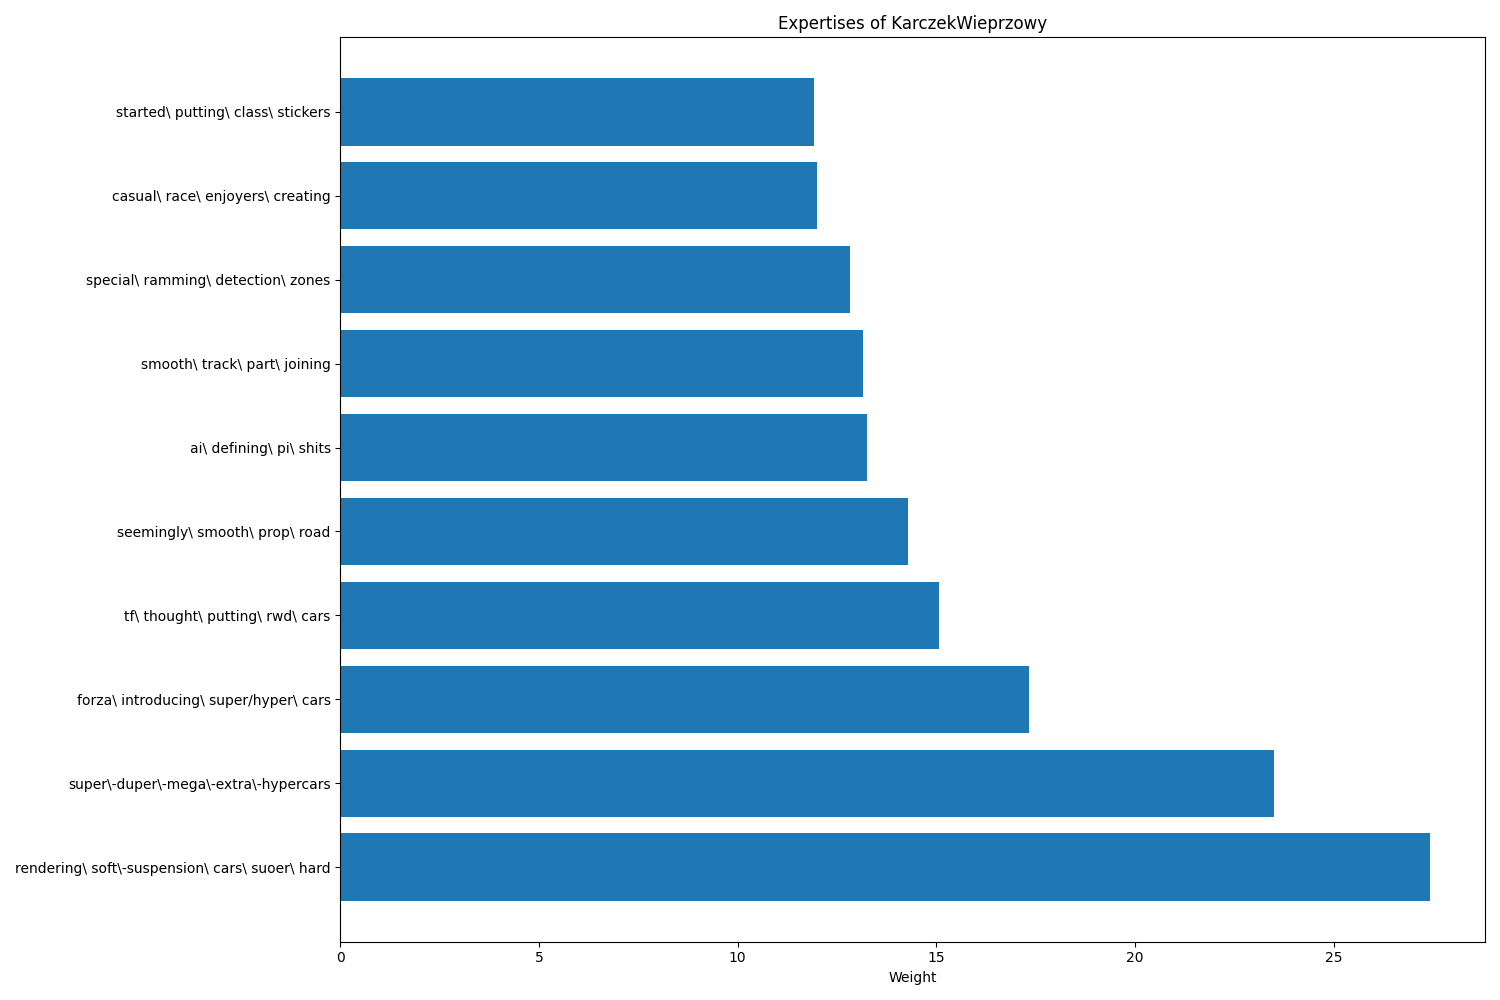 Expertises of KarczekWieprzowy
started\ putting\ class\ stickers
casual\ race\ enjoyers\ creating
special\ ramming\ detection\ zones
smooth\ track\ part\ joining
ai\ defining\ pi\ shits
seemingly\ smooth\ prop\ road
tf\ thought\ putting\ rwd\ cars
forza\ introducing\ super/hyper\ cars
super\-duper\-mega\-extra\-hypercars
rendering\ soft\-suspension\ cars\ suoer\ hard
0 5 10 15 20 25
Weight